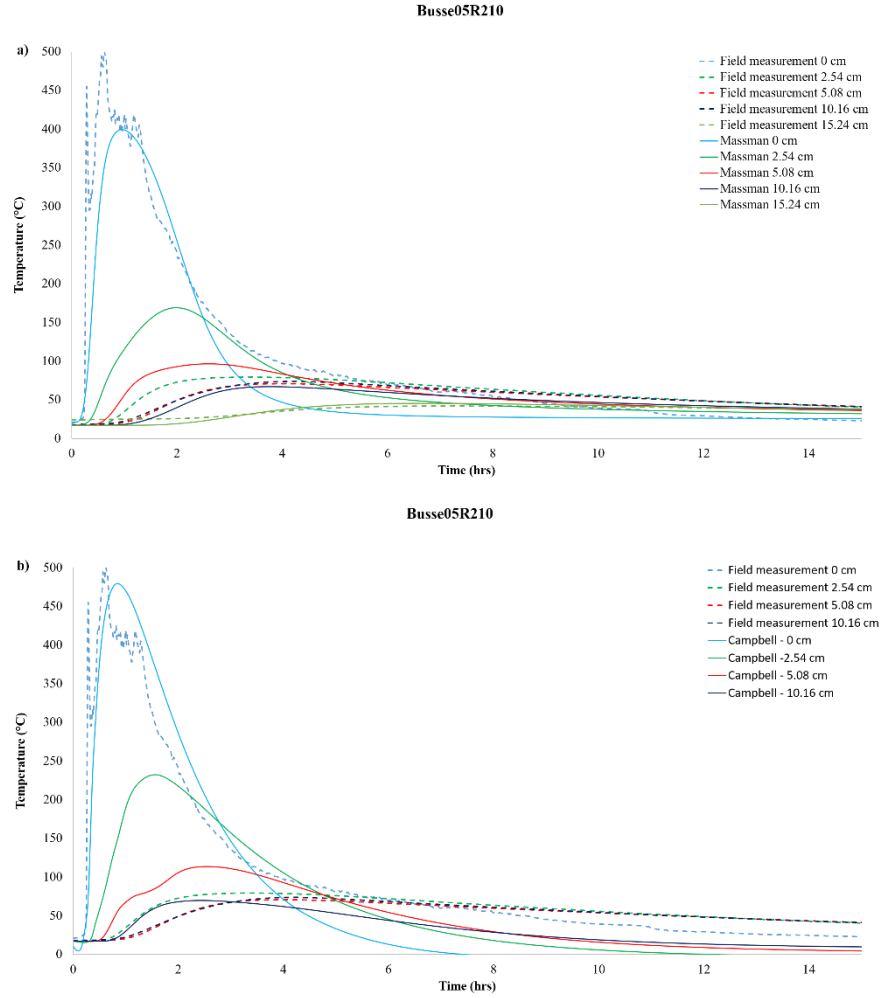 Busse05R210
a)
500
450
400
350
300
250
200
150
100
50
0
Temperature (°C)
0
2
4
6
8
10
12
14
Time (hrs)
Field measurement 0 cm
Field measurement 2.54 cm
Field measurement 5.08 cm
Field measurement 10.16 cm
Field measurement 15.24 cm
Massman 0 cm
Massman 2.54 cm
Massman 5.08 cm
Massman 10.16 cm
Massman 15.24 cm
Busse05R210
b)
500
450
400
350
300
250
200
150
100
50
0
Temperature (°C)
0
2
4
6
8
10
12
14
Time (hrs)
Field measurement 0 cm
Field measurement 2.54 cm
Field measurement 5.08 cm
Field measurement 10.16 cm
Campbell - 0 cm
Campbell -2.54 cm
Campbell - 5.08 cm
Campbell - 10.16 cm